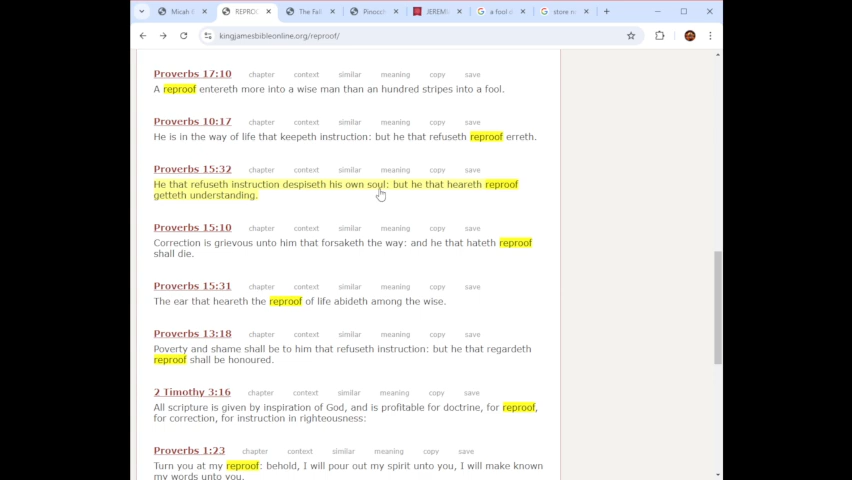 Micah 6
REPROO
The Fall
Pinocch
JEREMI
a fool d
store re
kingjamesbibleonline.org/reproof/
Proverbs 17:10 chapter context similar meaning copy save
A reproof entereth more into a wise man than an hundred stripes into a fool.
Proverbs 10:17 chapter context similar meaning copy save
He is in the way of life that keepeth instruction: but he that refuseth reproof erreth.
Proverbs 15:32 chapter context similar meaning copy save
He that refuseth instruction despiseth his own soul: but he that heareth reproof
getteth understanding.
Proverbs 15:10 chapter context similar meaning copy save
Correction is grievous unto him that forsaketh the way: and he that hateth reproof
shall die.
Proverbs 15:31 chapter context similar meaning copy save
The ear that heareth the reproof of life abideth among the wise.
Proverbs 13:18 chapter context similar meaning copy save
Poverty and shame shall be to him that refuseth instruction: but he that regardeth
reproof shall be honoured.
2 Timothy 3:16 chapter context similar meaning copy save
All scripture is given by inspiration of God, and is profitable for doctrine, for reproof,
for correction, for instruction in righteousness:
Proverbs 1:23 chapter context similar meaning copy save
Turn you at my reproof: behold, I will pour out my spirit unto you, I will make known
my words unto you.